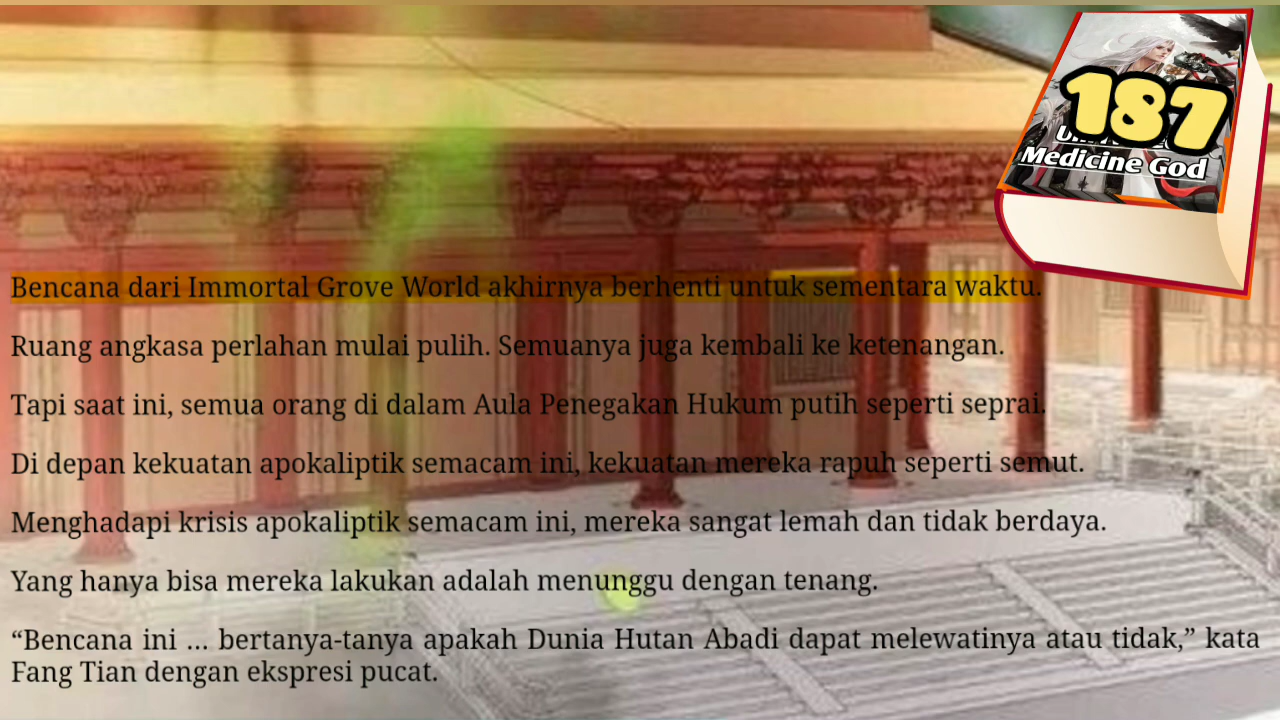 187
Medicine God
Bencana dari Immortal Grove World akhirnya berhenti untuk sementara waktu.
Ruang angkasa perlahan mulai pulih. Semuanya juga kembali ke ketenangan.
Tapi saat ini, semua orang di dalam Aula Penegakan Hukum putih seperti seprai.
Di depan kekuatan apokaliptik semacam ini, kekuatan mereka rapuh seperti semut.
Menghadapi krisis apokaliptik semacam ini, mereka sangat lemah dan tidak berdaya.
Yang hanya bisa mereka lakukan adalah menunggu dengan tenang.
“Bencana ini ... bertanya-tanya apakah Dunia Hutan Abadi dapat melewatinya atau tidak,” kata
Fang Tian dengan ekspresi pucat.